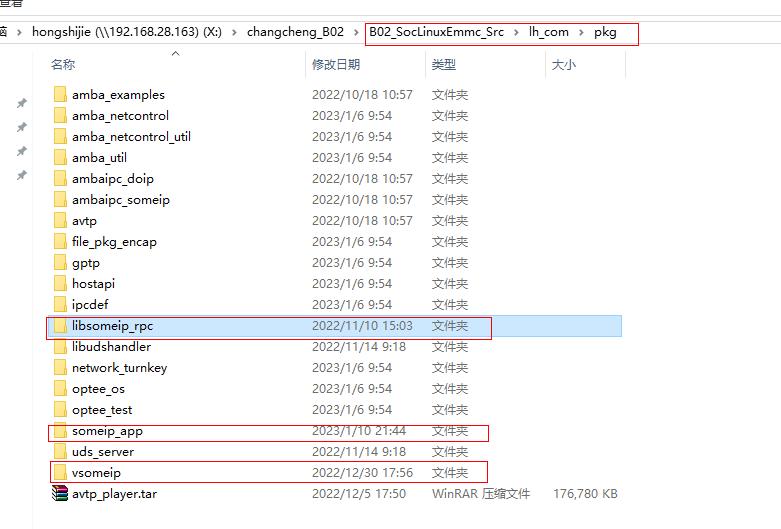 查看
hongshijie (\\192.168.28.163) (X:) > changcheng_B02 > B02_SocLinuxEmmc_Src > lh_com > pkg >
名称 修改日期 类型 大小
amba_examples 2022/10/18 10:57 文件夹
amba_netcontrol 2023/1/6 9:54 文件夹
amba_netcontrol_util 2023/1/6 9:54 文件夹
amba_util 2023/1/6 9:54 文件夹
ambaipc_doip 2022/10/18 10:57 文件夹
ambaipc_someip 2022/10/18 10:57 文件夹
avtp 2022/10/18 10:57 文件夹
file_pkg_encap 2023/1/6 9:54 文件夹
gptp 2023/1/6 9:54 文件夹
hostapi 2023/1/6 9:54 文件夹
ipcdef 2023/1/6 9:54 文件夹
libsomeip_rpc 2022/11/10 15:03 文件夹
libudshandler 2022/11/14 9:18 文件夹
network_turnkey 2023/1/6 9:54 文件夹
optee_os 2023/1/6 9:54 文件夹
optee_test 2023/1/6 9:54 文件夹
someip_app 2023/1/10 21:44 文件夹
uds_server 2022/11/14 9:18 文件夹
vsomeip 2022/12/30 17:56 文件夹
avtp_player.tar 2022/12/5 17:50 WinRAR 压缩文件 176,780 KB